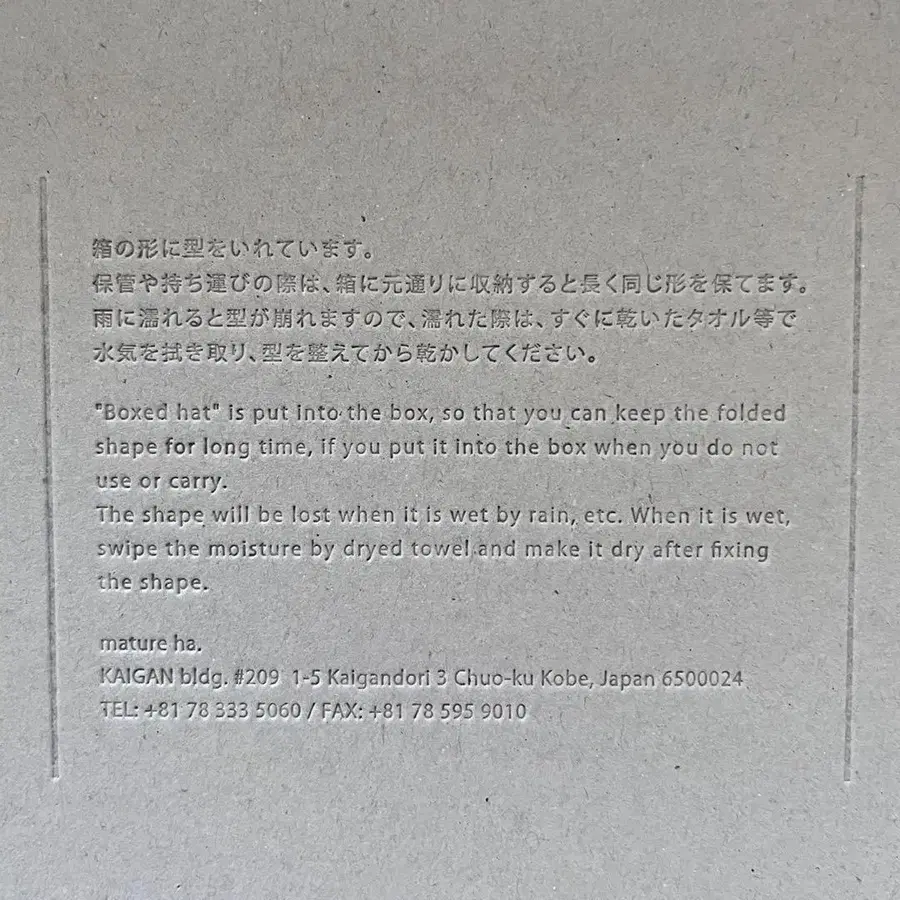 箱の形に型をいれています。
保管や持ち運びの際は、箱に元通りに収納すると長く同じ形を保てます。
雨に濡れると型が崩れますので、濡れた際は、すぐに乾いたタオル等で
水気を拭き取り、型を整えてから乾かしてください。
"Boxed hat" is put into the box, so that you can keep the folded
shape for long time, if you put it into the box when you do not
use or carry.
The shape will be lost when it is wet by rain, etc. When it is wet,
swipe the moisture by dryed towel and make it dry after fixing
the shape.
mature ha.
KAIGAN bldg. #209 1-5 Kaigandori 3 Chuo-ku Kobe, Japan 6500024
TEL: +81 78 333 5060 / FAX: +81 78 595 9010